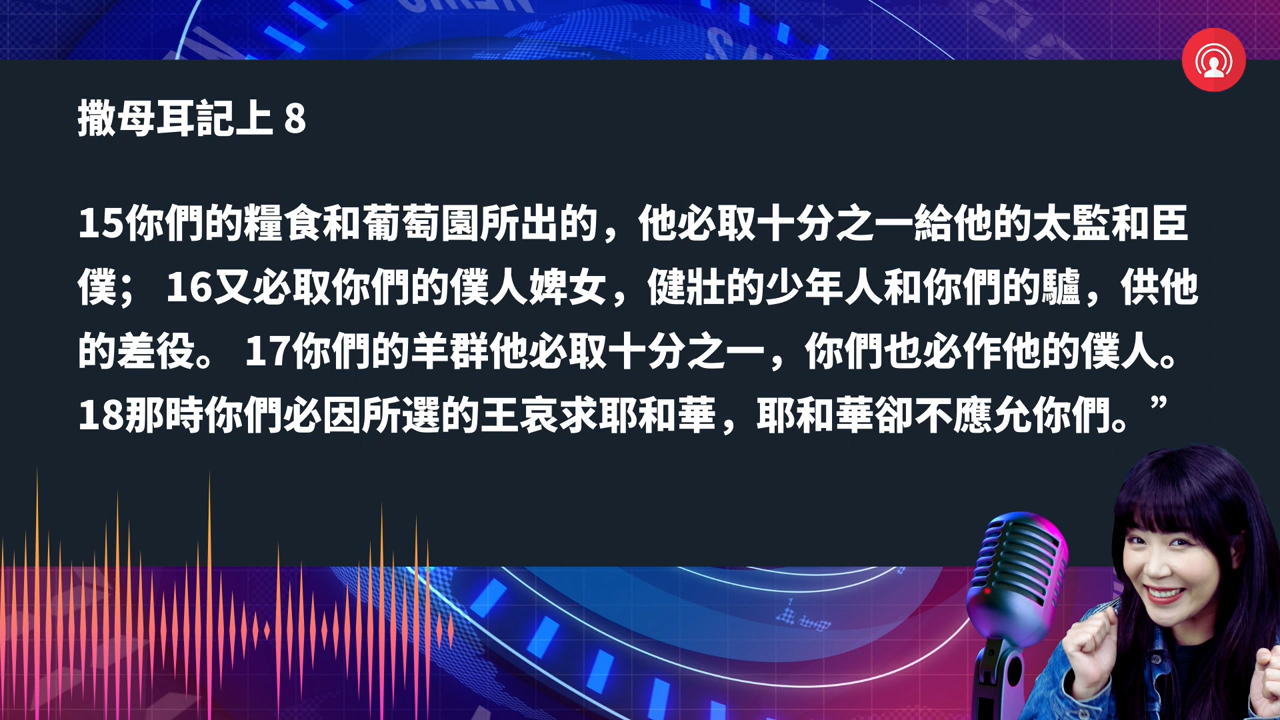 撒母耳記上 8
15你們的糧食和葡萄園所出的，他必取十分之一給他的太監和臣
僕； 16又必取你們的僕人婢女，健壯的少年人和你們的驢，供他
的差役。 17你們的羊群他必取十分之一，你們也必作他的僕人。
18那時你們必因所選的王哀求耶和華，耶和華卻不應允你們。”
NEWS